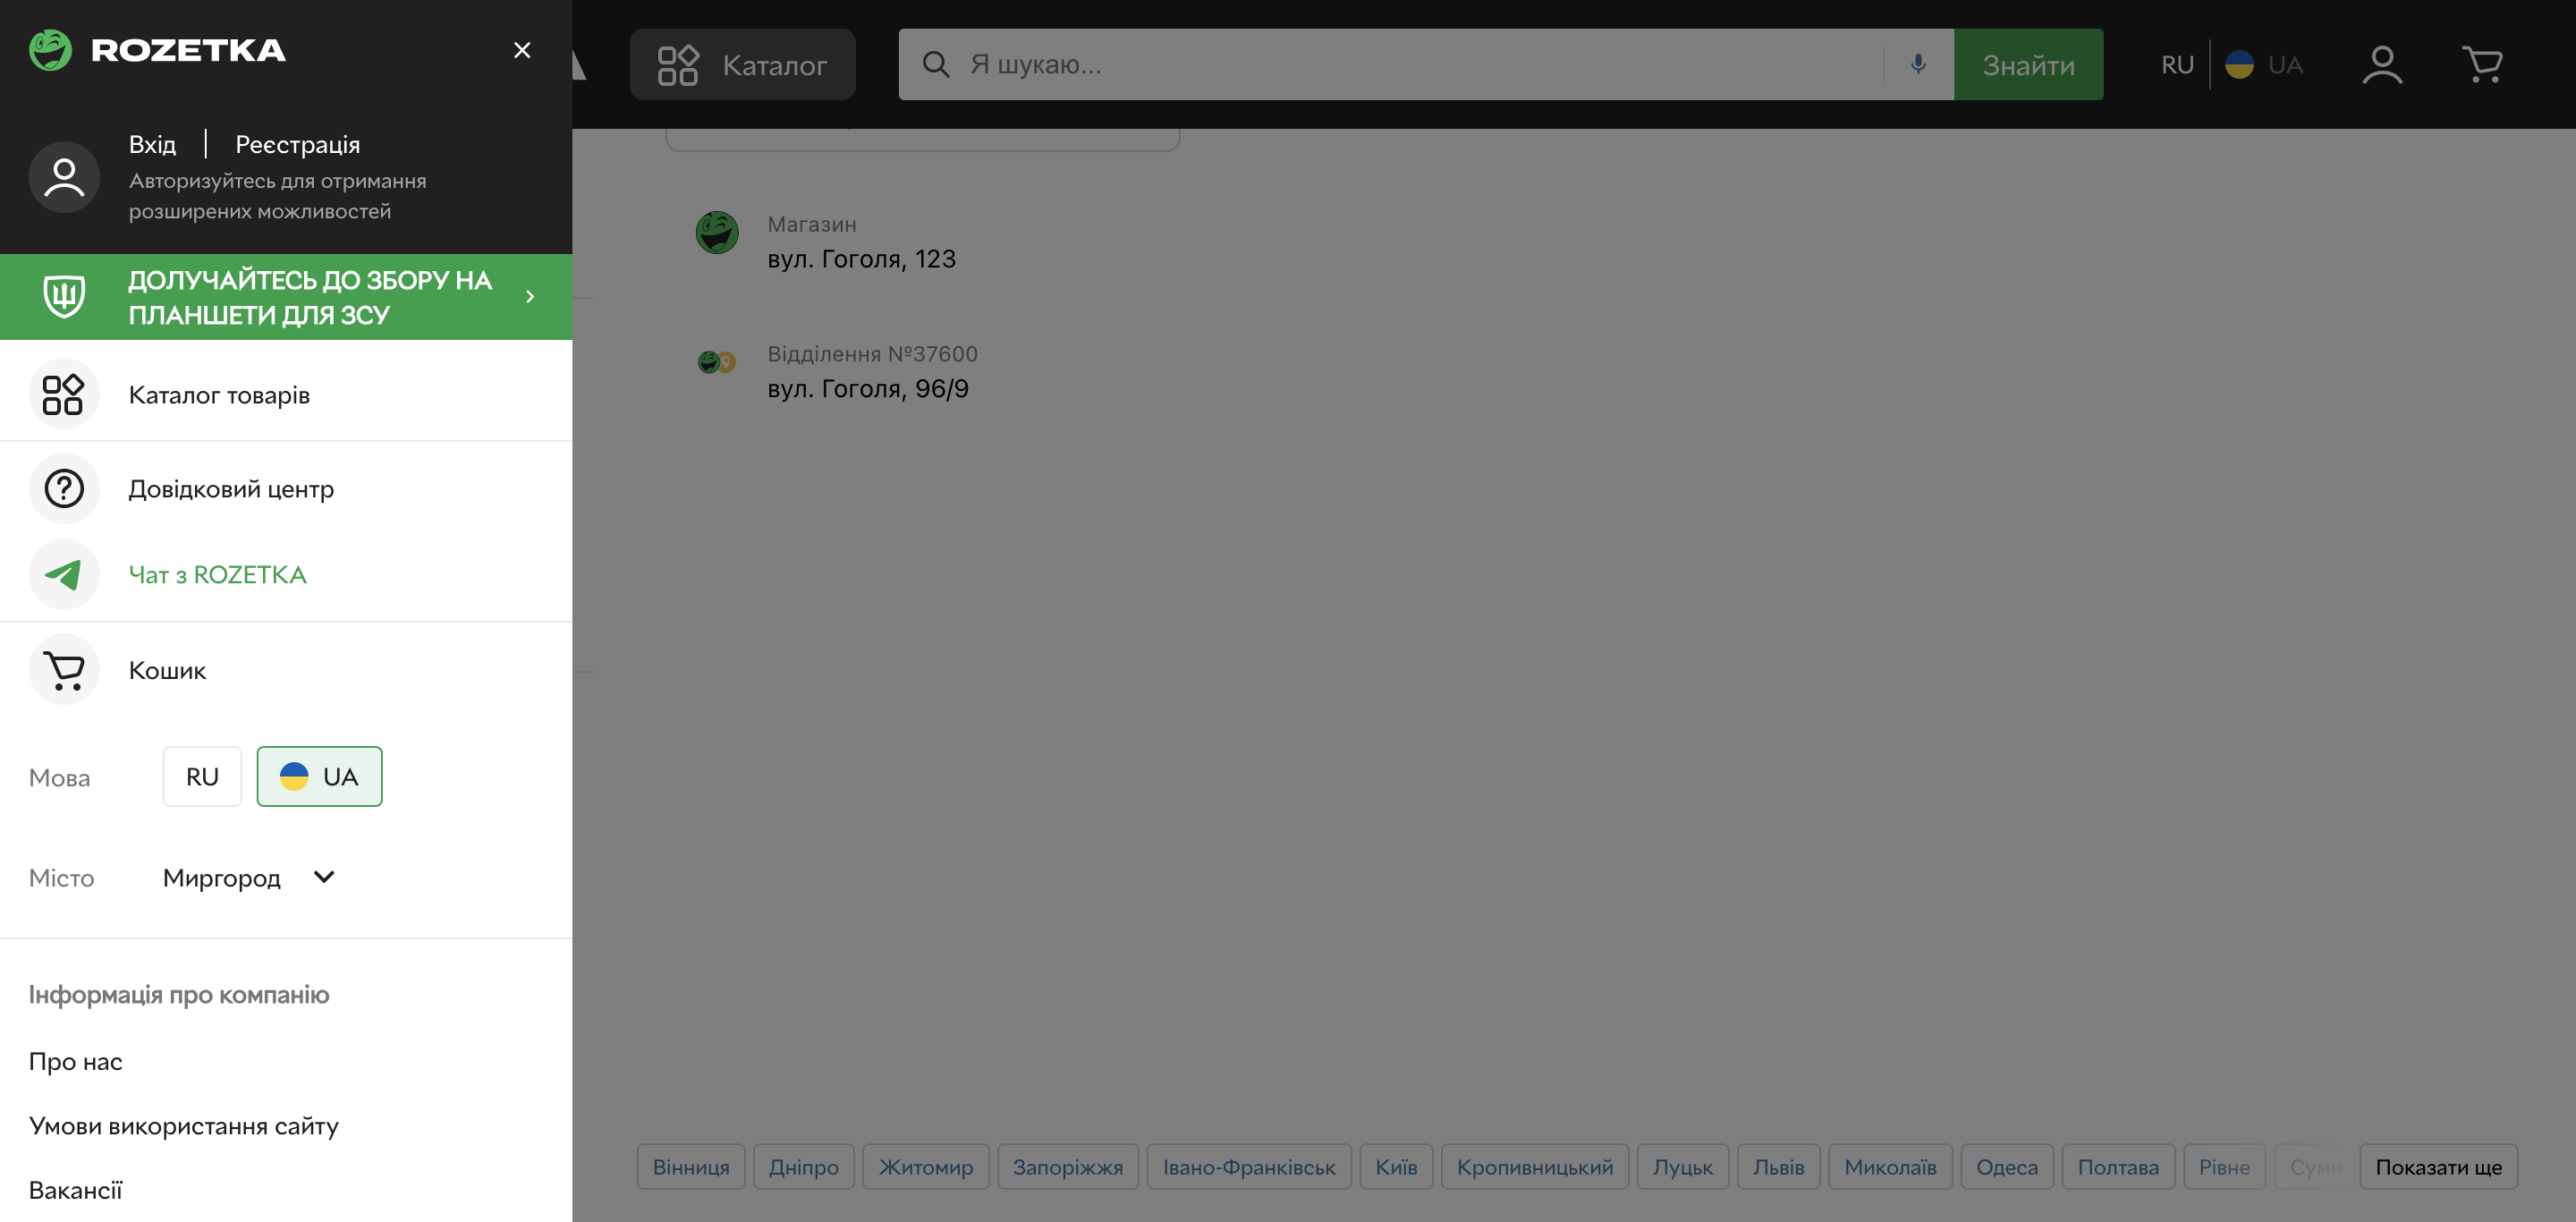 ROZETKA
Вхід | Реєстрація
Авторизуйтесь для отримання
розширених можливостей
ДОЛУЧАЙТЕСЬ ДО ЗБОРУ НА
ПЛАНШЕТИ ДЛЯ ЗСУ
Каталог товарів
Довідковий центр
Чат з ROZETKA
Кошик
Мова RU UA
Місто Миргород
Інформація про компанію
Про нас
Умови використання сайту
Вакансії
Каталог
Я шукаю...
Знайти
RU | UA
Магазин
вул. Гоголя, 123
Відділення №37600
вул. Гоголя, 96/9
Вінниця Дніпро Житомир Запоріжжя Івано-Франківськ Київ Кропивницький Луцьк Львів Миколаїв Одеса Полтава Рівне Суми Показати ще